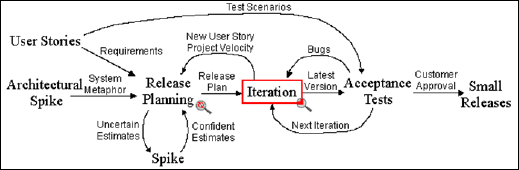 Test Scenarios
User Stories
Requirements
New User Story
Project Velocity
Bugs
Architectural
Spike
System
Metaphor
Release
Planning
Release
Plan
Iteration
Latest
Version
Acceptance
Tests
Customer
Approval
Small
Releases
Uncertain
Estimates
Confident
Estimates
Next Iteration
Spike